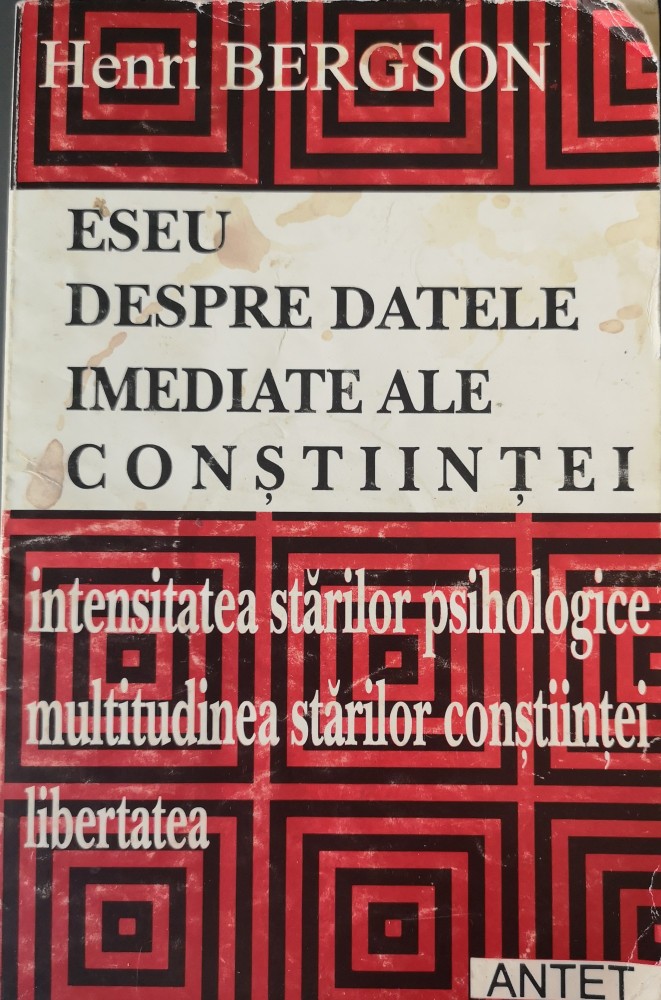 Henri BERGSON
ESEU
DESPRE DATELE
IMEDIATE ALE
CONȘTIINȚEI
intensitatea stărilor psihologice
multitudinea stărilor conștiinței
libertatea
ANTET